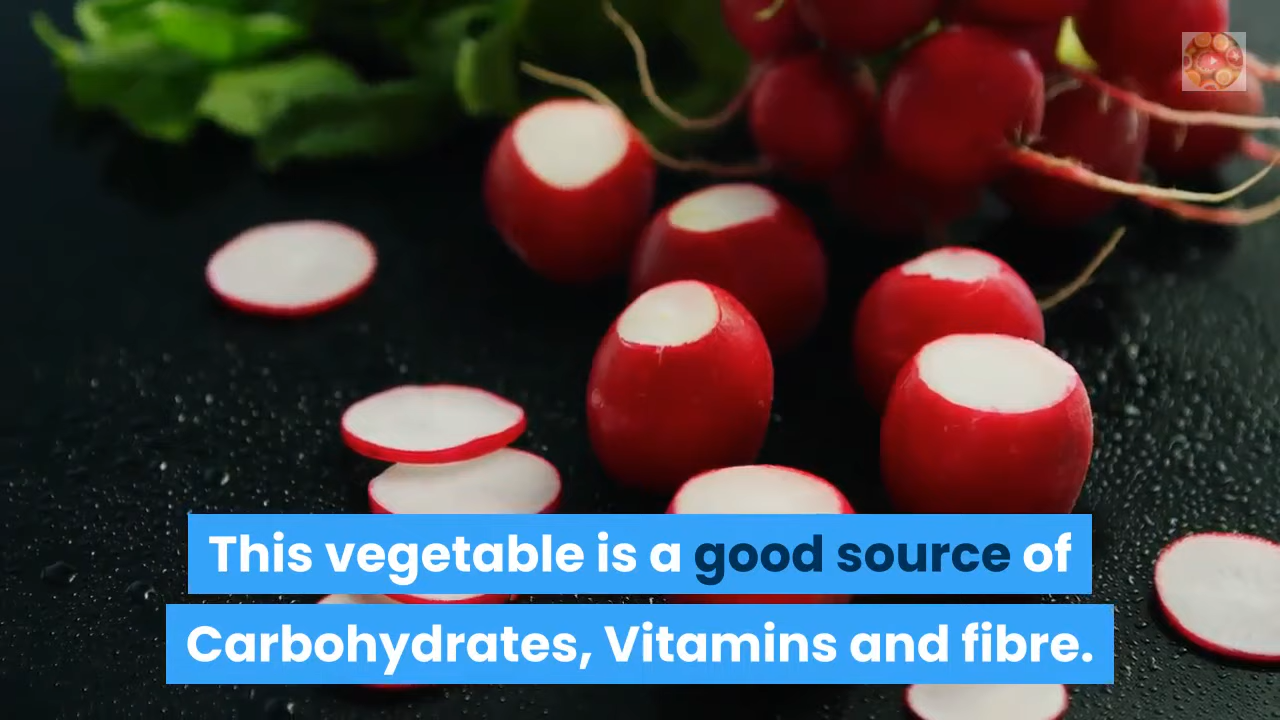 This vegetable is a good source of
Carbohydrates, Vitamins and fibre.